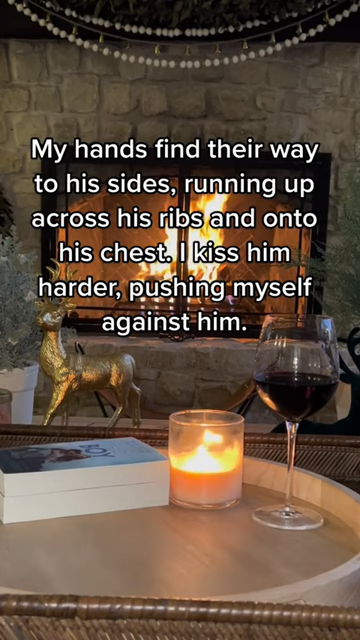 My hands find their way
to his sides, running up
across his ribs and onto
his chest. I kiss him
harder, pushing myself
against him.